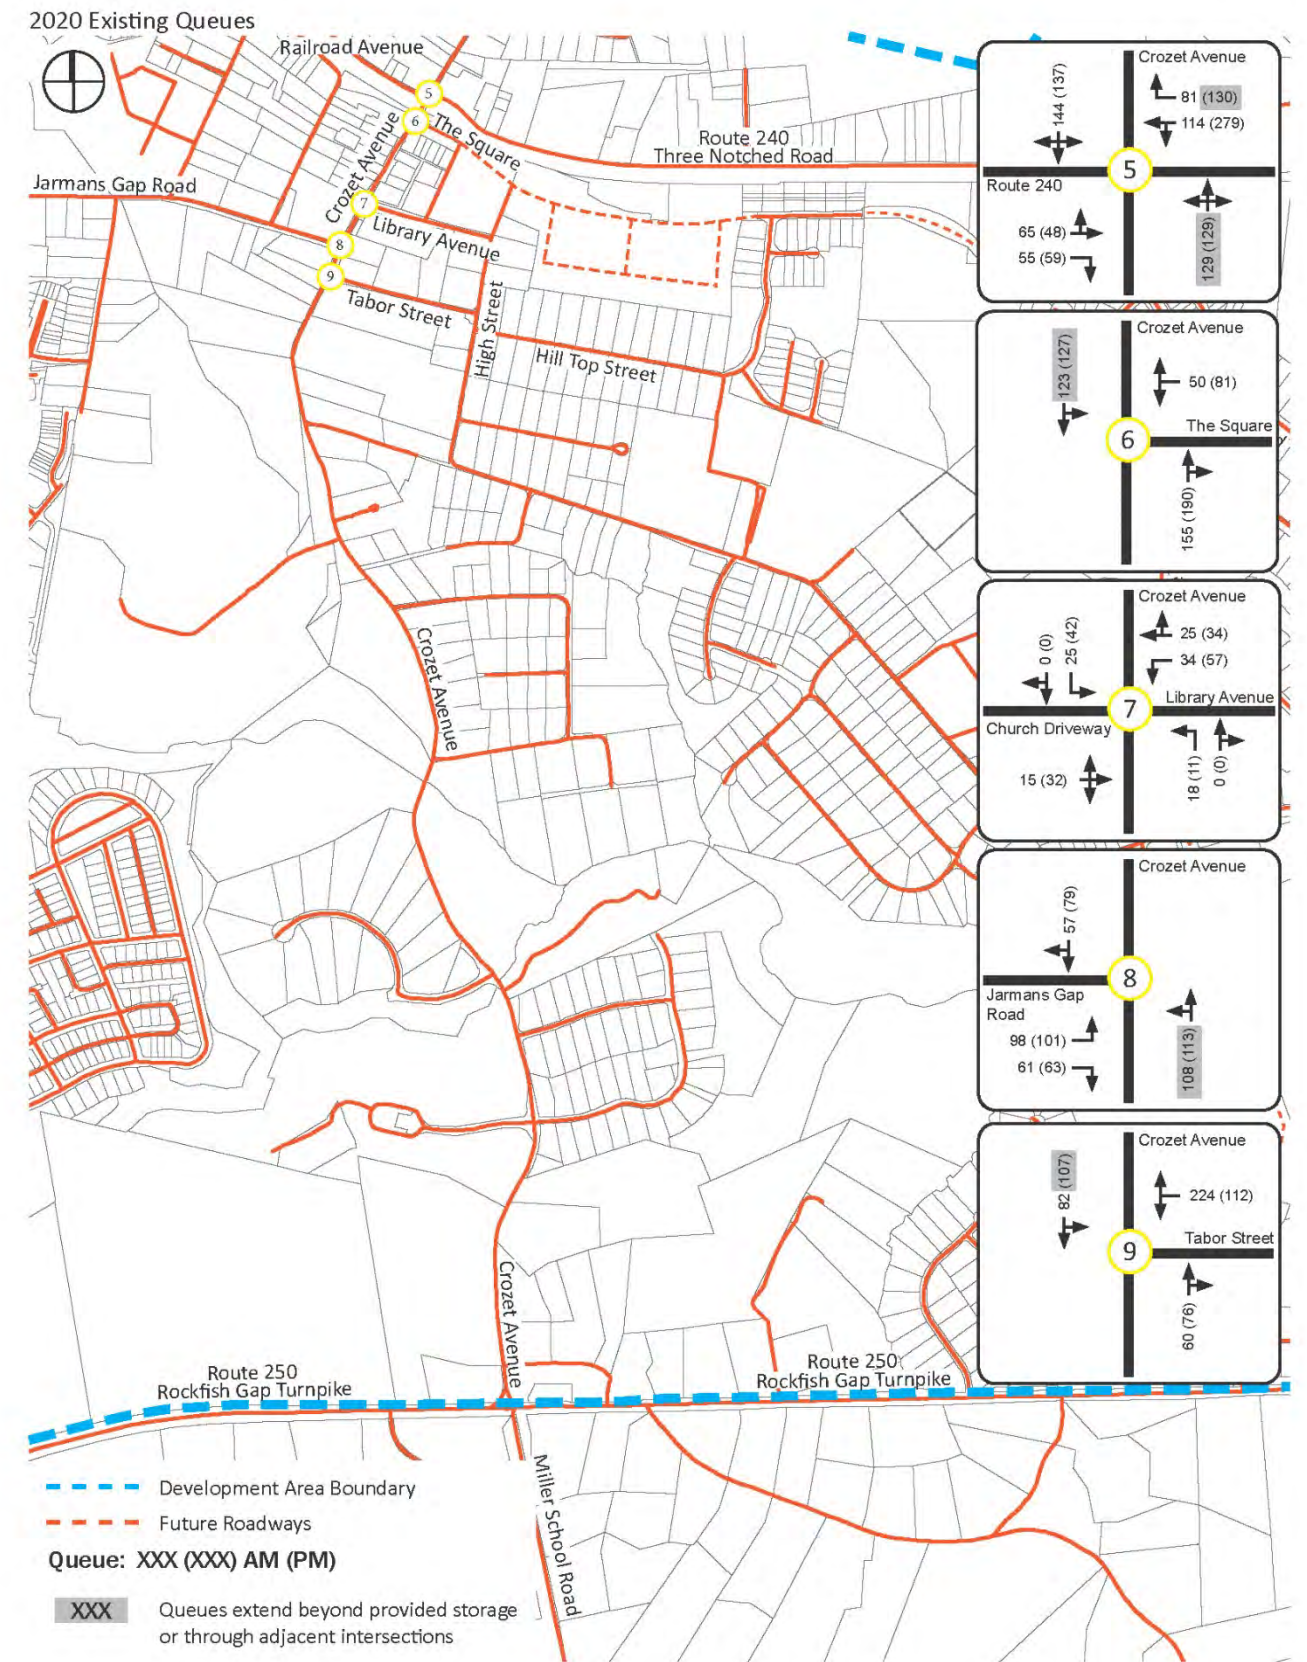 2020 Existing Queues
Railroad Avenue
5
6
The Square
Crozet Avenue
Route 240
Three Notched Road
Jarmans Gap Road
7
Library Avenue
8
9
Tabor Street
High Street
Hill Top Street
Crozet Avenue
Crozet Avenue
Route 250
Rockfish Gap Turnpike
Route 250
Rockfish Gap Turnpike
Miller School Road
Crozet Avenue
144 (137)
81 (130)
114 (279)
5
Route 240
65 (48)
55 (59)
129 (129)
Crozet Avenue
123 (127)
50 (81)
The Square
6
155 (190)
Crozet Avenue
0 (0)
25 (42)
25 (34)
34 (57)
Library Avenue
7
Church Driveway
15 (32)
18 (11)
0 (0)
Crozet Avenue
57 (79)
8
Jarmans Gap
Road
98 (101)
61 (63)
108 (113)
Crozet Avenue
82 (107)
224 (112)
Tabor Street
9
60 (76)
Development Area Boundary
Future Roadways
Queue: XXX (XXX) AM (PM)
XXX
Queues extend beyond provided storage
or through adjacent intersections